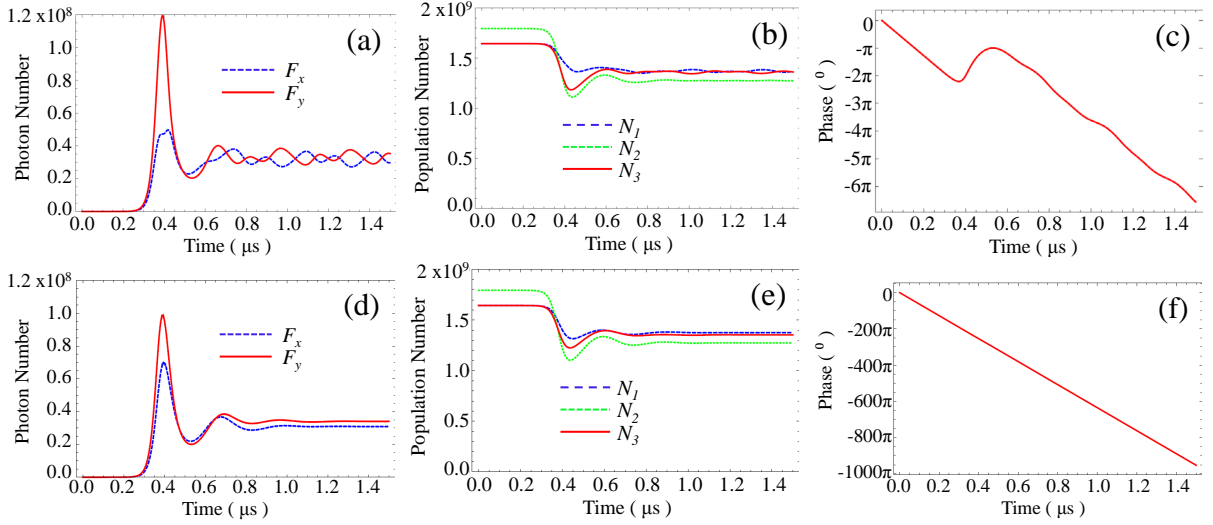 1.2 x10⁸
1.0
0.8
0.6
0.4
0.2
0.0
Photon Number
(a)
F_x
F_y
0.0 0.2 0.4 0.6 0.8 1.0 1.2 1.4
Time ( μs )
2 x10⁹
1.5
1.0
0.5
0.0
Population Number
(b)
N_1
N_2
N_3
0.0 0.2 0.4 0.6 0.8 1.0 1.2 1.4
Time ( μs )
0
-π
-2π
-3π
-4π
-5π
-6π
Phase ( ⁰ )
(c)
0.0 0.2 0.4 0.6 0.8 1.0 1.2 1.4
Time ( μs )
1.2 x10⁸
1.0
0.8
0.6
0.4
0.2
0.0
Photon Number
(d)
F_x
F_y
0.0 0.2 0.4 0.6 0.8 1.0 1.2 1.4
Time ( μs )
2 x10⁹
1.5
1.0
0.5
0.0
Population Number
(e)
N_1
N_2
N_3
0.0 0.2 0.4 0.6 0.8 1.0 1.2 1.4
Time ( μs )
0
-200π
-400π
-600π
-800π
-1000π
Phase ( ⁰ )
(f)
0.0 0.2 0.4 0.6 0.8 1.0 1.2 1.4
Time ( μs )